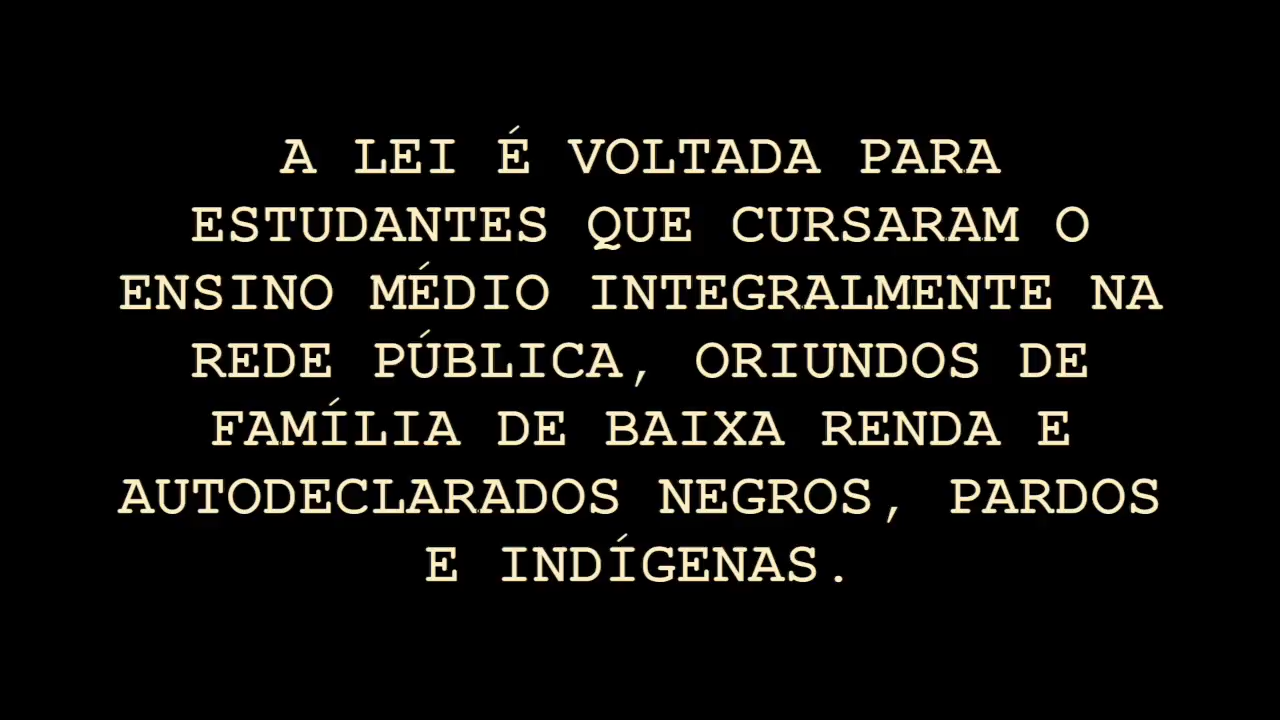 A LEI É VOLTADA PARA
ESTUDANTES QUE CURSARAM O
ENSINO MÉDIO INTEGRALMENTE NA
REDE PÚBLICA, ORIUNDOS DE
FAMÍLIA DE BAIXA RENDA E
AUTODECLARADOS NEGROS, PARDOS
E INDÍGENAS.